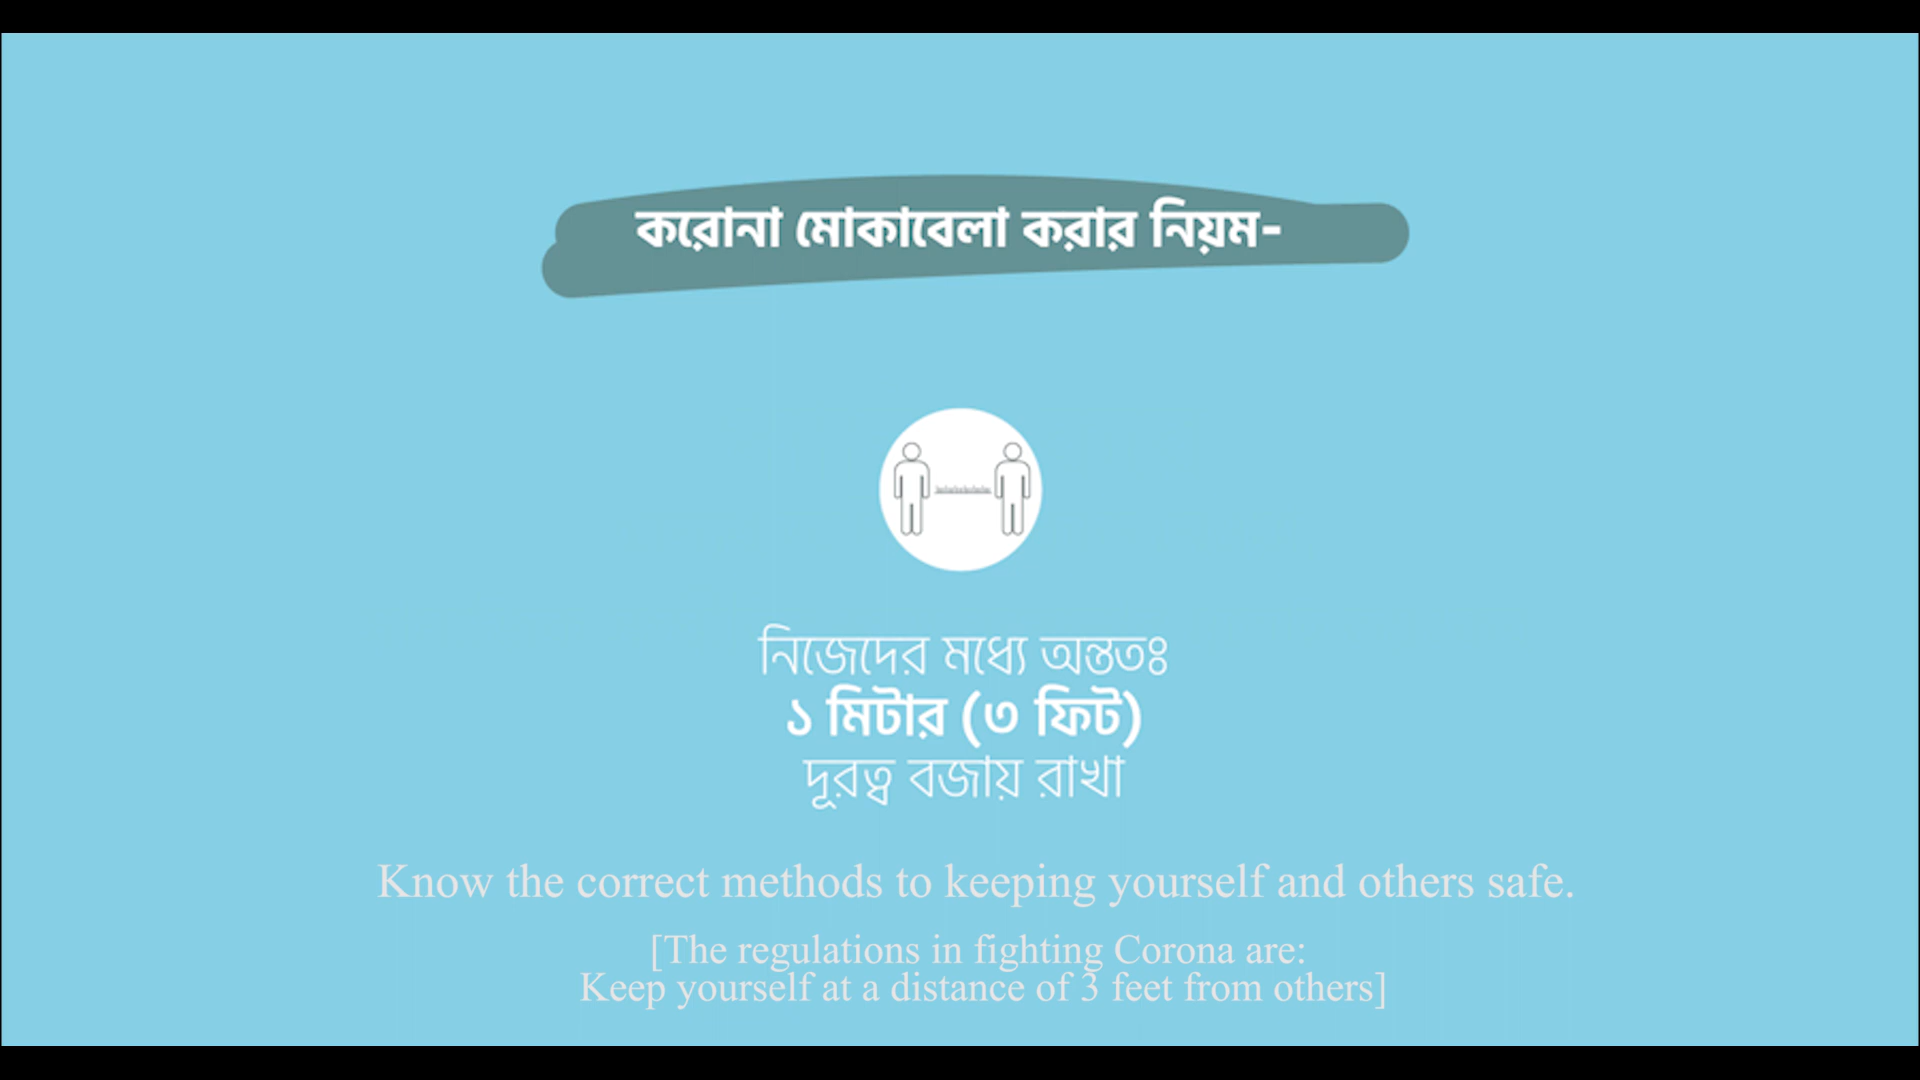 করোনা মোকাবেলা করার নিয়ম-
নিজেদের মধ্যে অন্ততঃ
১ মিটার (৩ ফিট)
দূরত্ব বজায় রাখা
Know the correct methods to keeping yourself and others safe.
[The regulations in fighting Corona are:
Keep yourself at a distance of 3 feet from others]